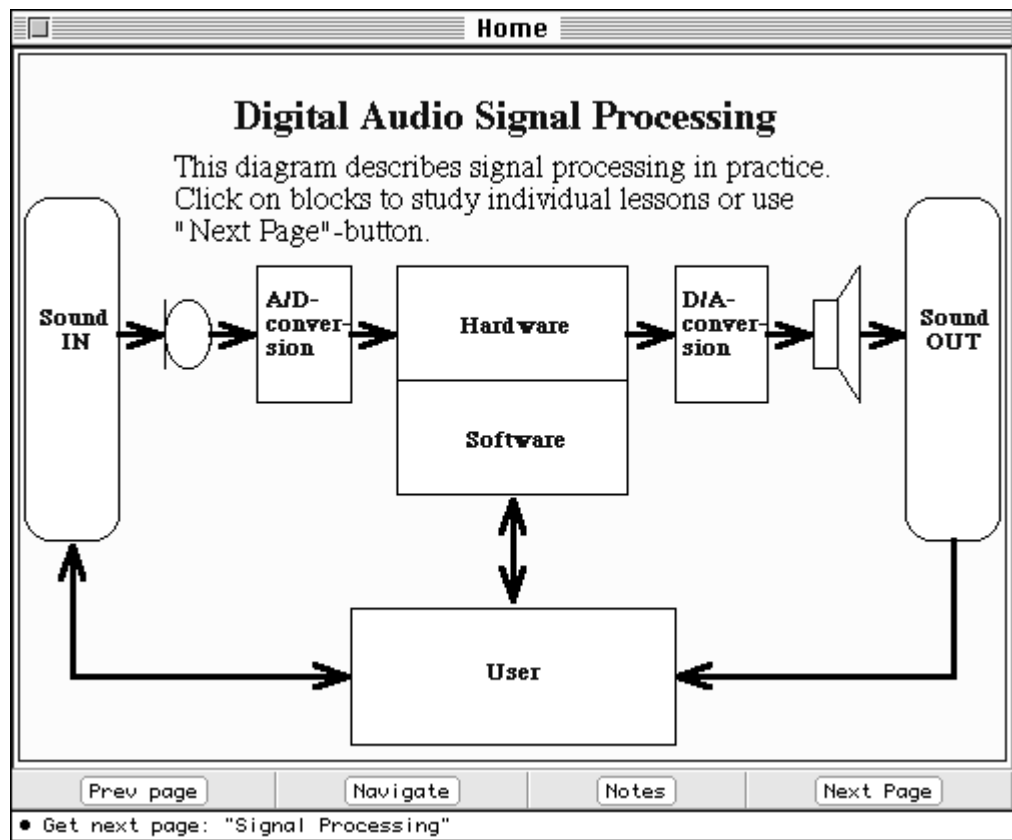 Home
Digital Audio Signal Processing
This diagram describes signal processing in practice.
Click on blocks to study individual lessons or use
"Next Page"-button.
Sound
IN
A/D-
conver-
sion
Hardware
Software
D/A-
conver-
sion
Sound
OUT
User
Prev page
Navigate
Notes
Next Page
● Get next page: "Signal Processing"